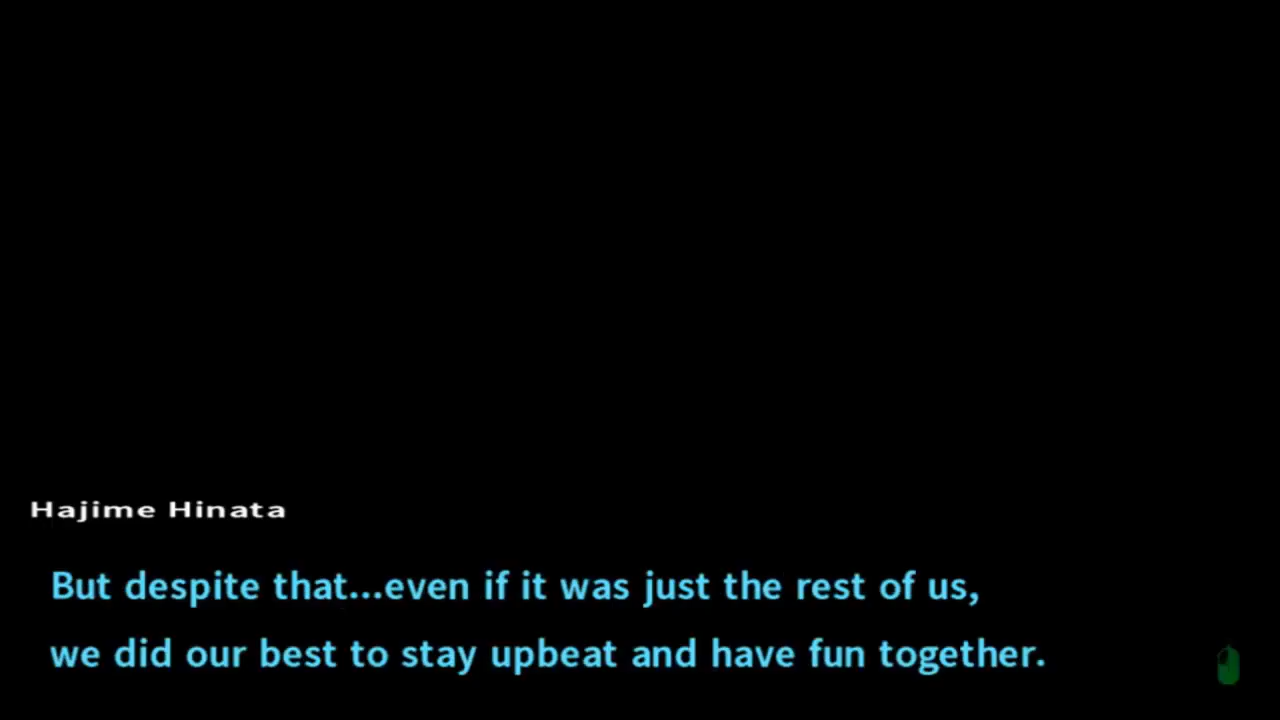 Hajime Hinata
But despite that...even if it was just the rest of us,
we did our best to stay upbeat and have fun together.